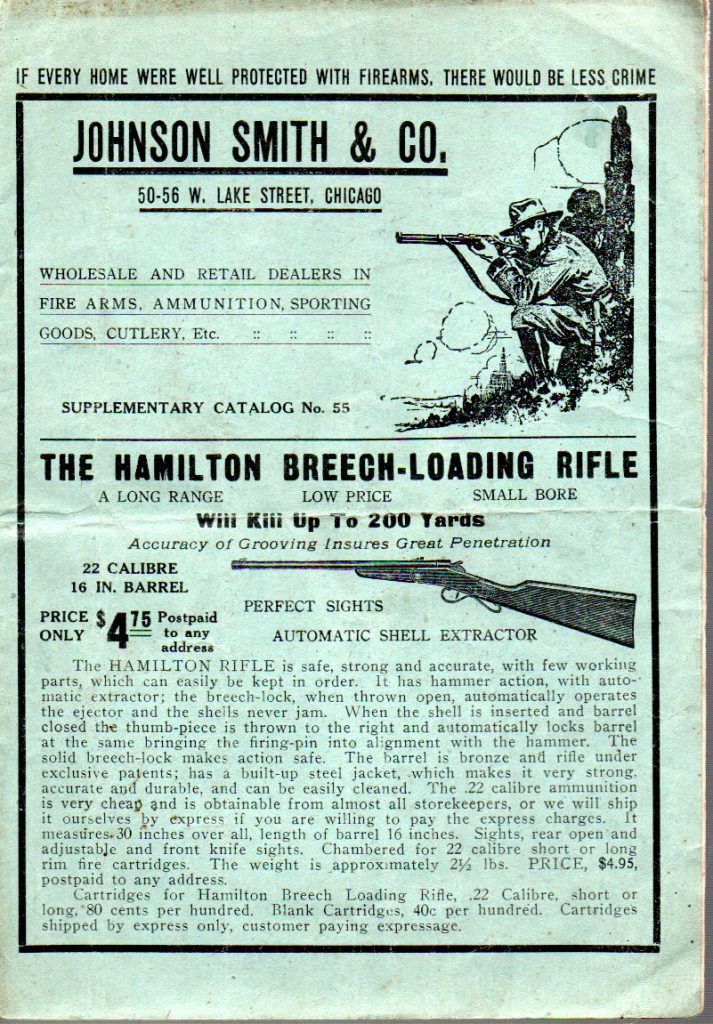 IF EVERY HOME WERE WELL PROTECTED WITH FIREARMS, THERE WOULD BE LESS CRIME
JOHNSON SMITH & CO.
50-56 W. LAKE STREET, CHICAGO
WHOLESALE AND RETAIL DEALERS IN
FIRE ARMS, AMMUNITION, SPORTING
GOODS, CUTLERY, Etc. :: :: :: ::
SUPPLEMENTARY CATALOG No. 55
THE HAMILTON BREECH-LOADING RIFLE
A LONG RANGE LOW PRICE SMALL BORE
Will Kill Up To 200 Yards
Accuracy of Grooving Insures Great Penetration
22 CALIBRE
16 IN. BARREL
PERFECT SIGHTS
AUTOMATIC SHELL EXTRACTOR
PRICE ONLY $4.75 Postpaid to any address
The HAMILTON RIFLE is safe, strong and accurate, with few working
parts, which can easily be kept in order. It has hammer action, with auto-
matic extractor; the breech-lock, when thrown open, automatically operates
the ejector and the shells never jam. When the shell is inserted and barrel
closed the thumb-piece is thrown to the right and automatically locks barrel
at the same bringing the firing-pin into alignment with the hammer. The
solid breech-lock makes action safe. The barrel is bronze and rifle under
exclusive patents; has a built-up steel jacket, which makes it very strong,
accurate and durable, and can be easily cleaned. The .22 calibre ammunition
is very cheap and is obtainable from almost all storekeepers, or we will ship
it ourselves by express if you are willing to pay the express charges. It
measures 30 inches over all, length of barrel 16 inches. Sights, rear open and
adjustable and front knife sights. Chambered for 22 calibre short or long
rim fire cartridges. The weight is approximately 2½ lbs. PRICE, $4.95,
postpaid to any address.
Cartridges for Hamilton Breech Loading Rifle, .22 Calibre, short or
long, 80 cents per hundred. Blank Cartridges, 40c per hundred. Cartridges
shipped by express only, customer paying expressage.